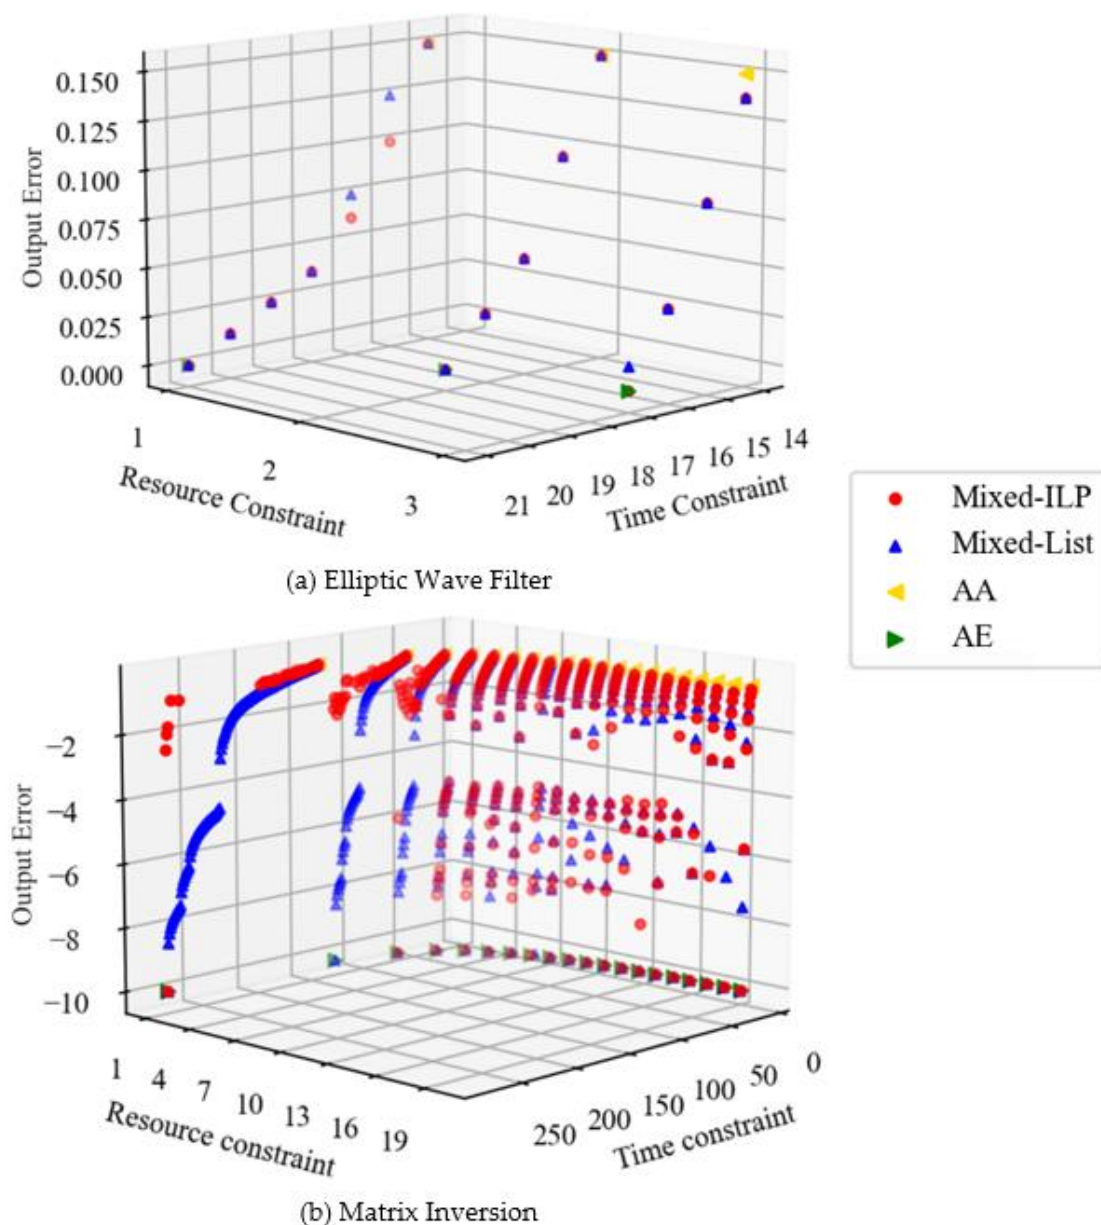 0.150
0.125
0.100
0.075
0.050
0.025
0.000
Output Error
1
2
3
Resource Constraint
21 20 19 18 17 16 15 14
Time Constraint
(a) Elliptic Wave Filter
Mixed-ILP
Mixed-List
AA
AE
−2
−4
−6
−8
−10
Output Error
1 4 7 10 13 16 19
Resource constraint
250 200 150 100 50 0
Time constraint
(b) Matrix Inversion